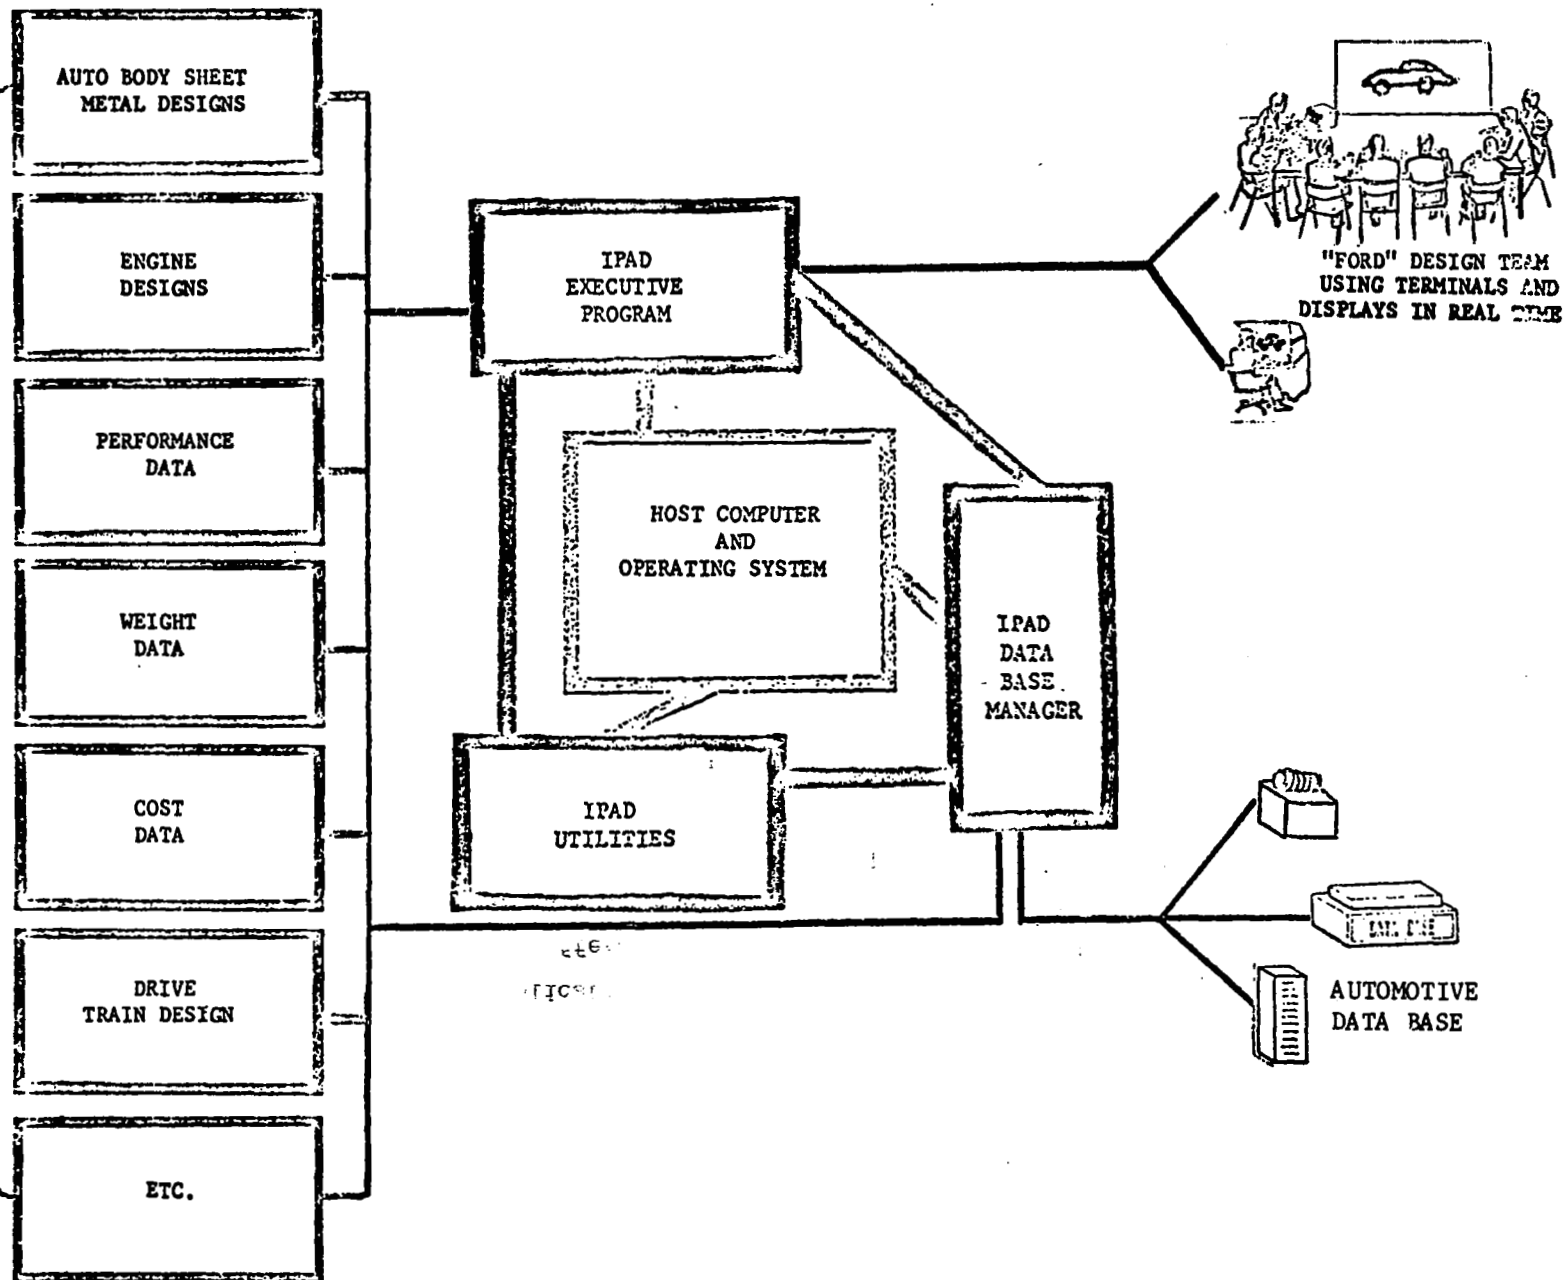 AUTO BODY SHEET
METAL DESIGNS
ENGINE
DESIGNS
PERFORMANCE
DATA
WEIGHT
DATA
COST
DATA
DRIVE
TRAIN DESIGN
ETC.
IPAD
EXECUTIVE
PROGRAM
HOST COMPUTER
AND
OPERATING SYSTEM
IPAD
UTILITIES
IPAD
DATA
BASE
MANAGER
"FORD" DESIGN TEAM
USING TERMINALS AND
DISPLAYS IN REAL TIME
AUTOMOTIVE
DATA BASE